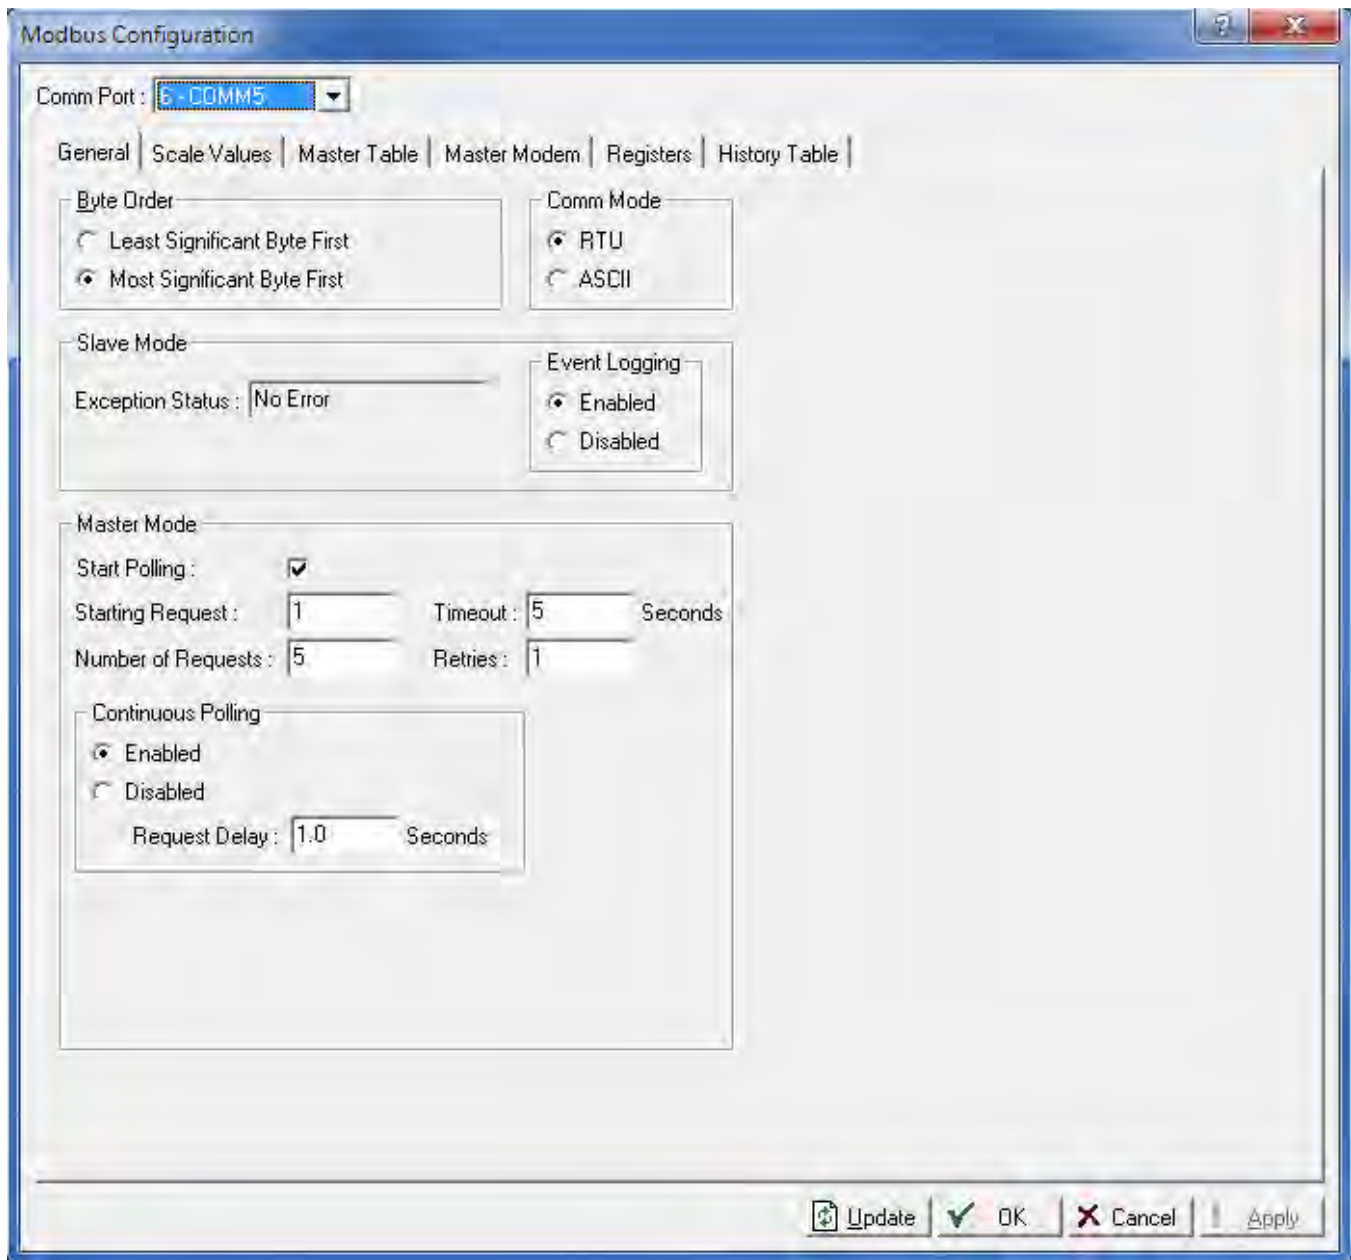 Modbus Configuration
?
Comm Port : 6 - COMM5
General Scale Values Master Table Master Modem Registers History Table
Byte Order
Least Significant Byte First
Most Significant Byte First
Comm Mode
RTU
ASCII
Slave Mode
Exception Status : No Error
Event Logging
Enabled
Disabled
Master Mode
Start Polling :
Starting Request : 1 Timeout : 5 Seconds
Number of Requests : 5 Retries : 1
Continuous Polling
Enabled
Disabled
Request Delay : 1.0 Seconds
Update OK Cancel ! Apply